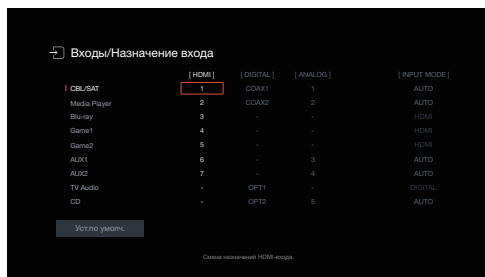 Входы/Назначение входа
[ HDMI ] [ DIGITAL ] [ ANALOG ] [ INPUT MODE ]
CBL/SAT 1 COAX1 1 AUTO
Media Player 2 COAX2 2 AUTO
Blu-ray 3 - - HDMI
Game1 4 - - HDMI
Game2 5 - - HDMI
AUX1 6 - 3 AUTO
AUX2 7 - 4 AUTO
TV Audio - OPT1 - DIGITAL
CD - OPT2 5 AUTO
Уст.по умолч.
Смена назначений HDMI-входа.